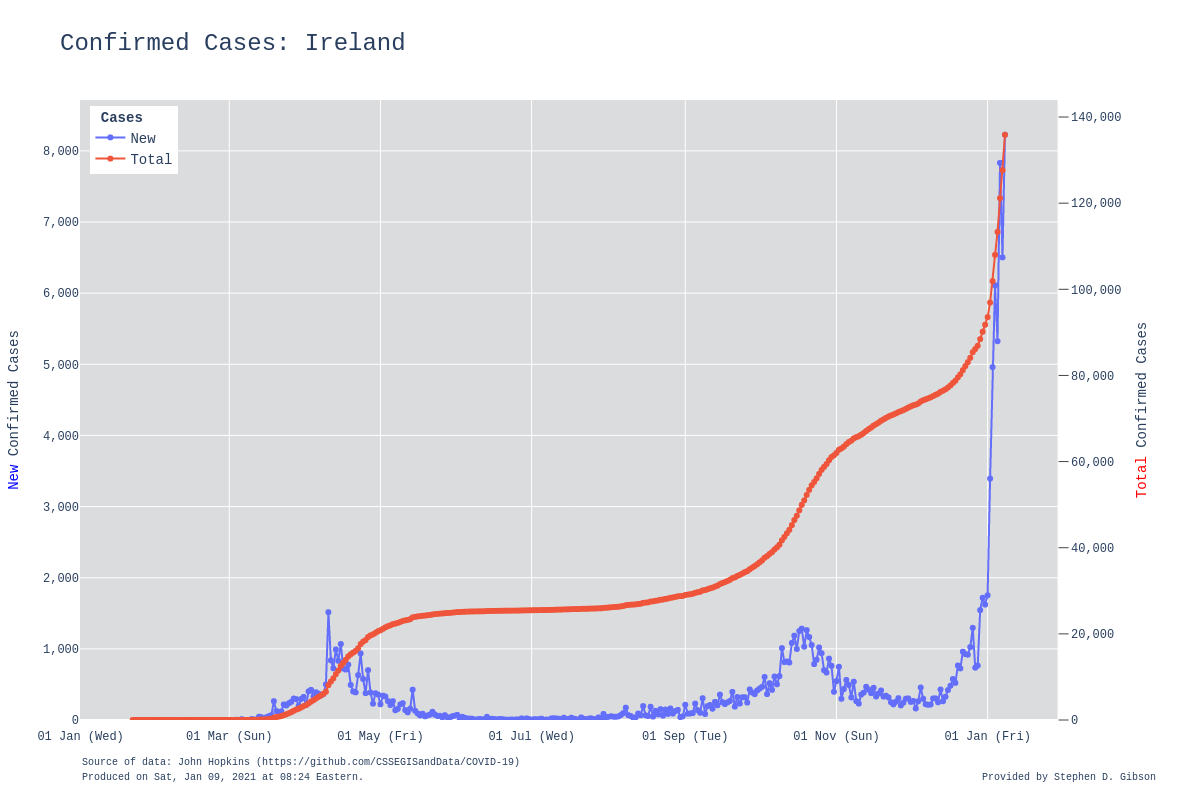 Confirmed Cases: Ireland
Cases
New
Total
8,000
7,000
6,000
5,000
4,000
3,000
2,000
1,000
0
New Confirmed Cases
140,000
120,000
100,000
80,000
60,000
40,000
20,000
0
Total Confirmed Cases
01 Jan (Wed) 01 Mar (Sun) 01 May (Fri) 01 Jul (Wed) 01 Sep (Tue) 01 Nov (Sun) 01 Jan (Fri)
Source of data: John Hopkins (https://github.com/CSSEGISandData/COVID-19)
Produced on Sat, Jan 09, 2021 at 08:24 Eastern.
Provided by Stephen D. Gibson